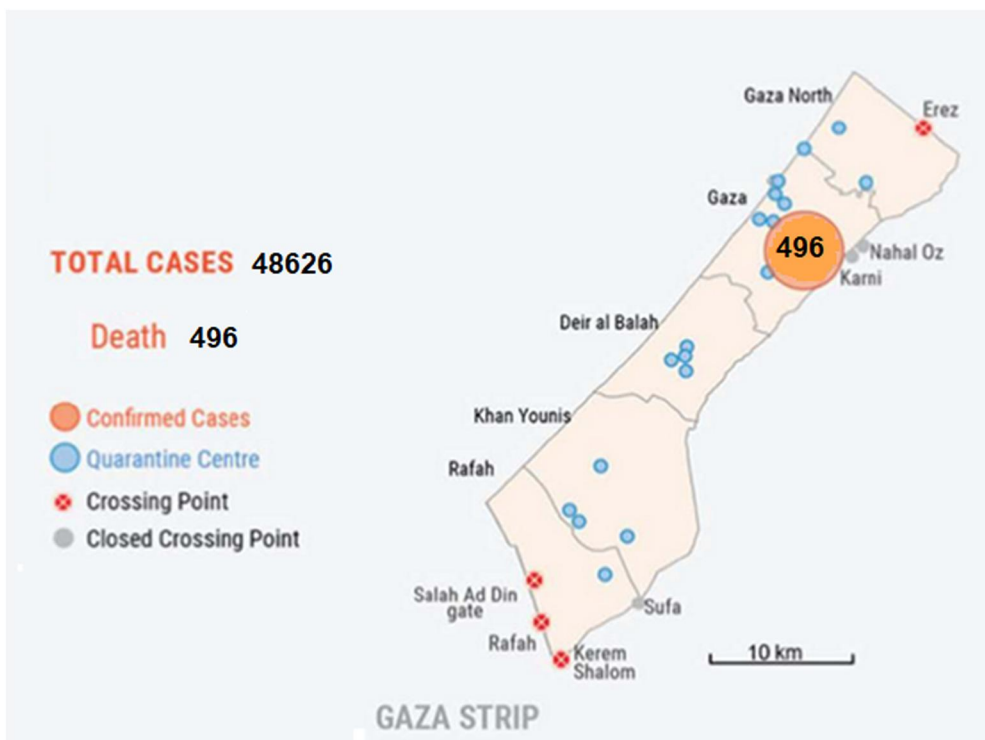 Gaza North
Erez
Gaza
496
Nahal Oz
Karni
TOTAL CASES 48626
Death 496
Deir al Balah
Confirmed Cases
Khan Younis
Quarantine Centre
Rafah
Crossing Point
Closed Crossing Point
Salah Ad Din
gate
Sufa
Rafah
Kerem
Shalom
10 km
GAZA STRIP